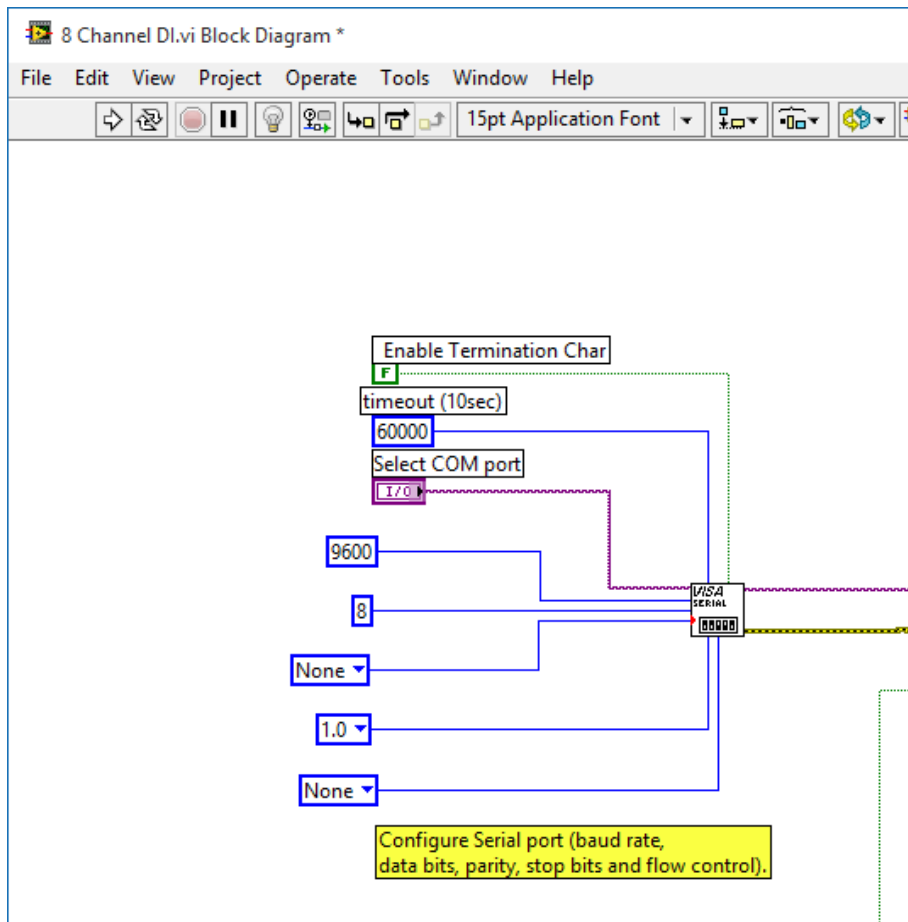 8 Channel DI.vi Block Diagram *
File Edit View Project Operate Tools Window Help
15pt Application Font
Enable Termination Char
F
timeout (10sec)
60000
Select COM port
I/O
9600
VISA
SERIAL
8
None
1.0
None
Configure Serial port (baud rate,
data bits, parity, stop bits and flow control).